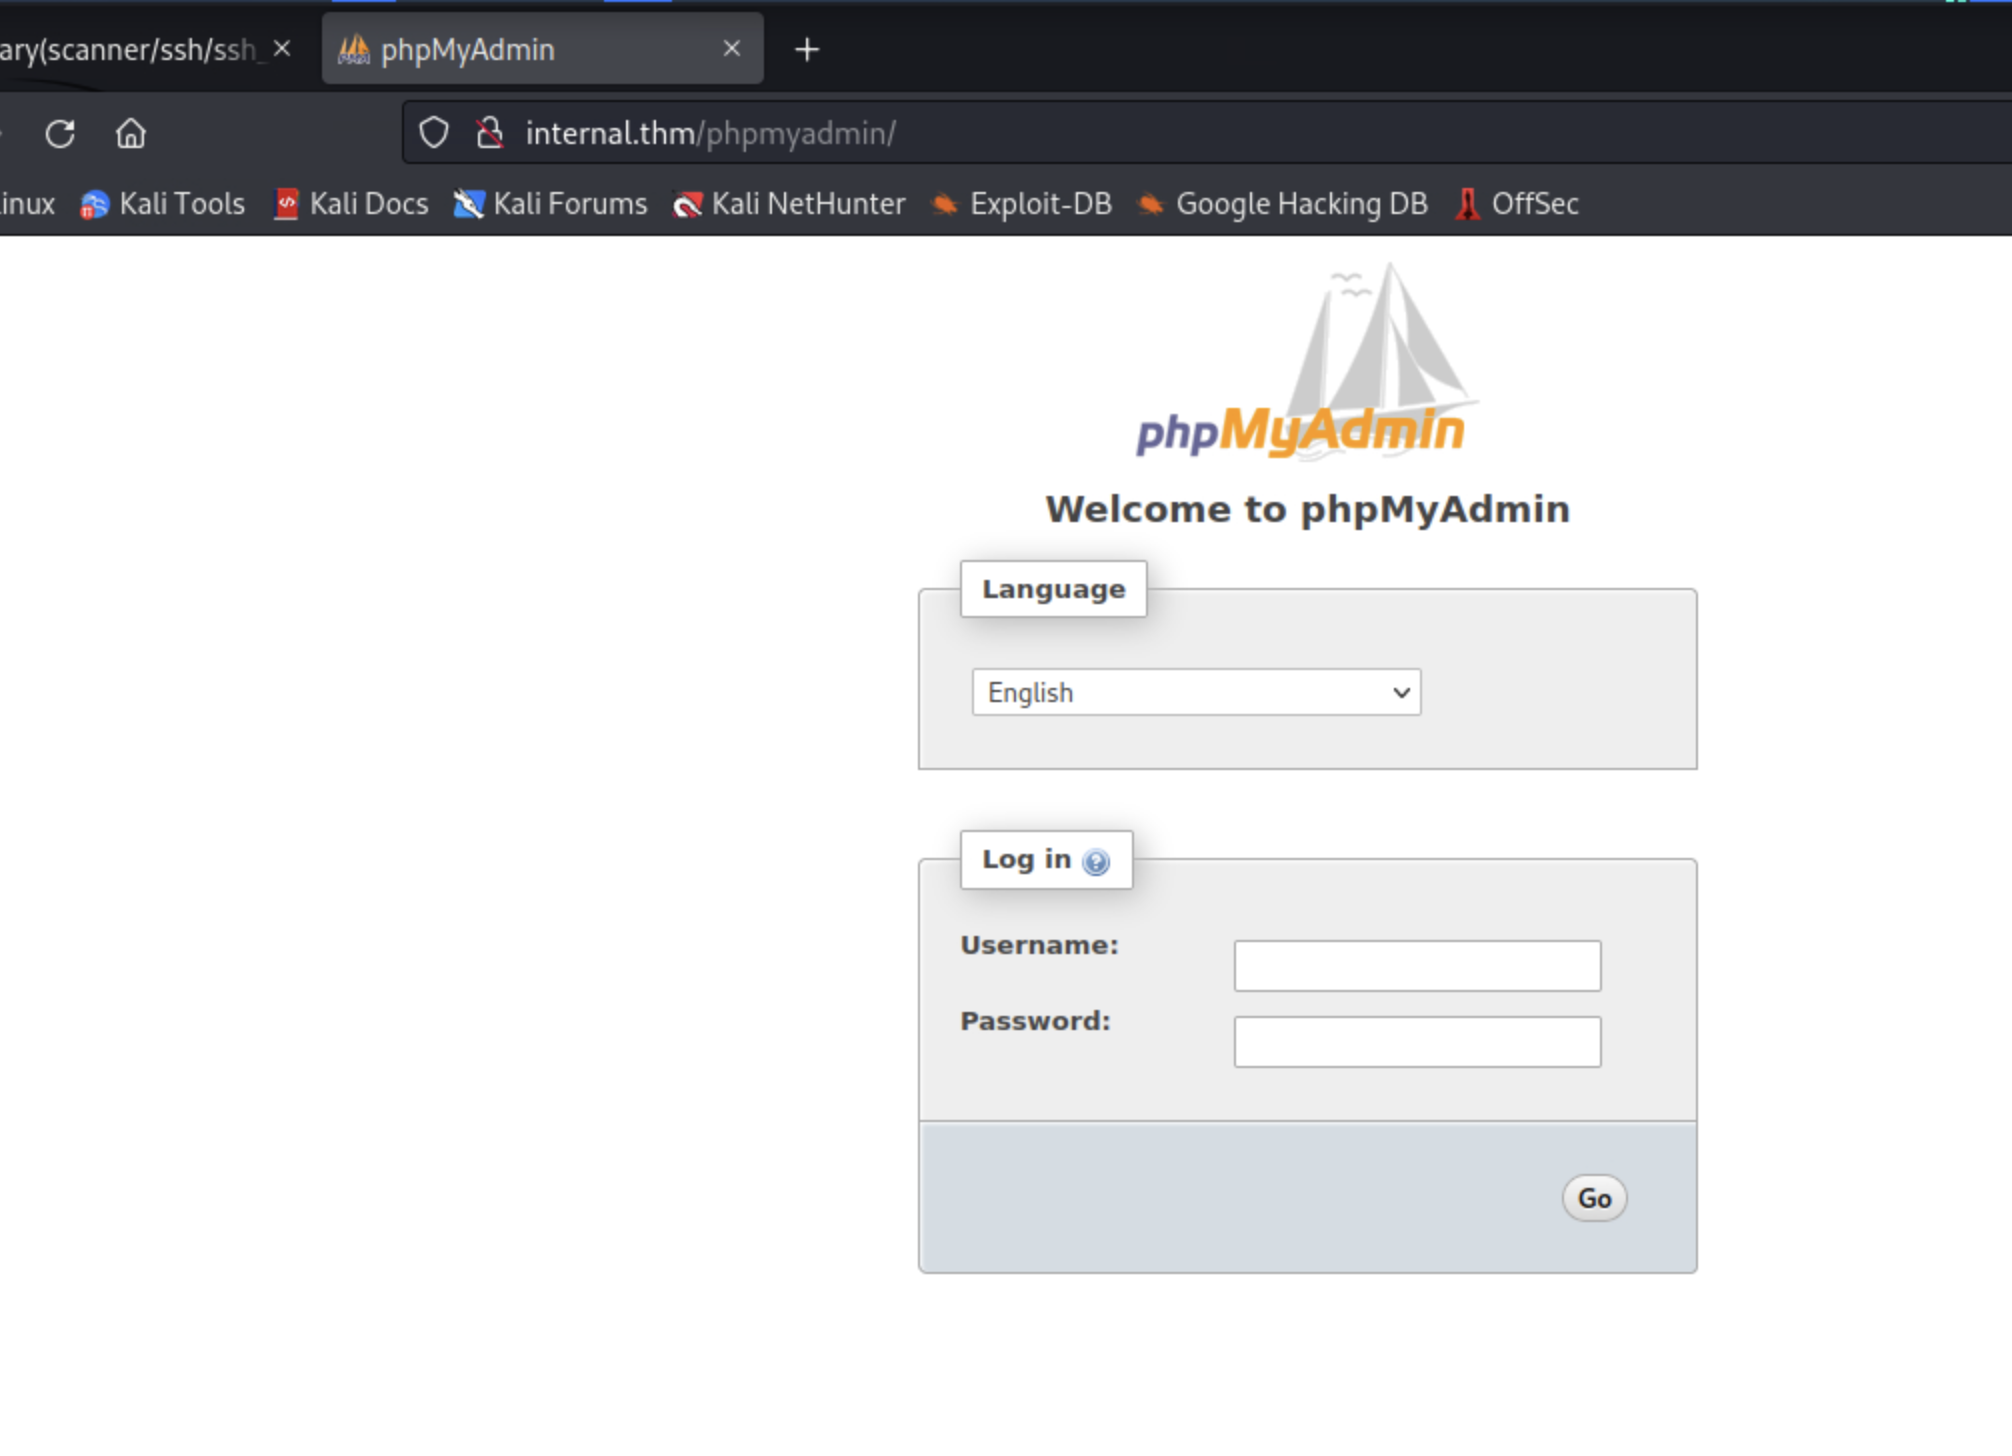 ary(scanner/ssh/ssh_
phpMyAdmin
internal.thm/phpmyadmin/
inux Kali Tools Kali Docs Kali Forums Kali NetHunter Exploit-DB Google Hacking DB OffSec
phpMyAdmin
Welcome to phpMyAdmin
Language
English
Log in
Username:
Password:
Go